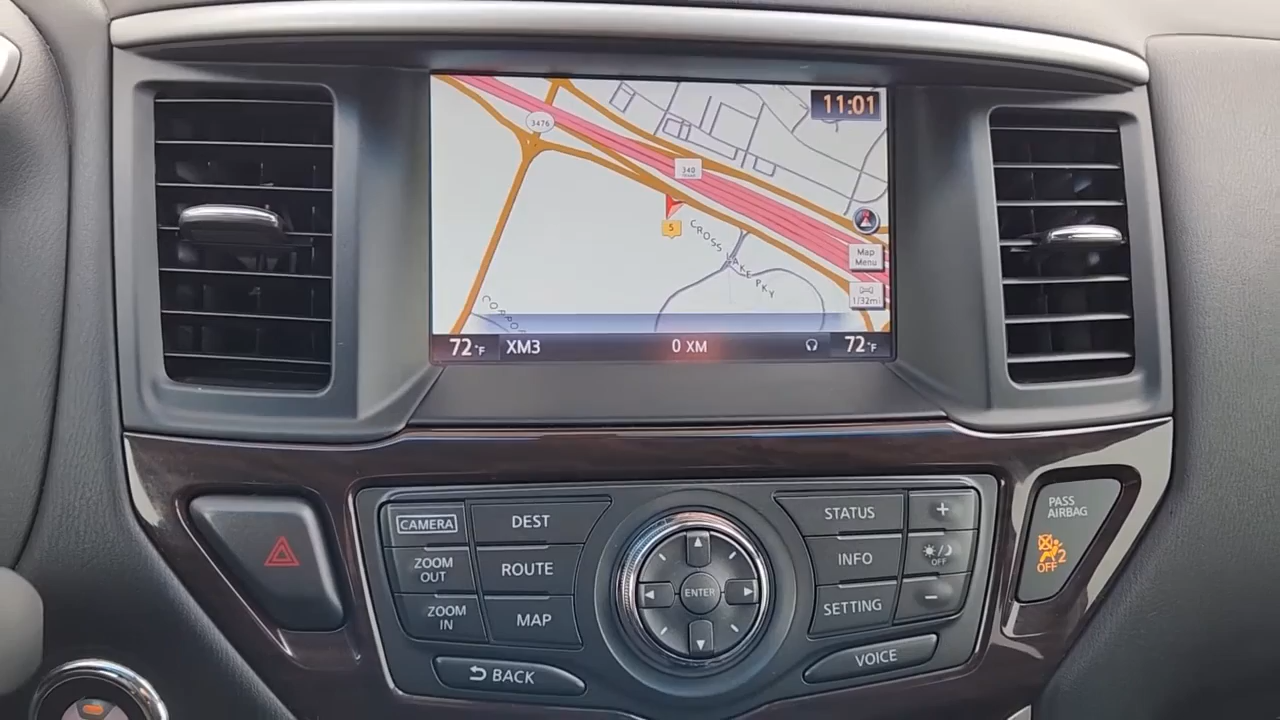 11:01
3476
340
5
CROSS LAKE PKY
Map
Menu
1/32mi
72°F XM3 0 XM 72°F
CAMERA
DEST
ZOOM
OUT
ROUTE
ZOOM
IN
MAP
BACK
ENTER
STATUS
+
INFO
OFF
SETTING
−
VOICE
PASS
AIRBAG
2
OFF